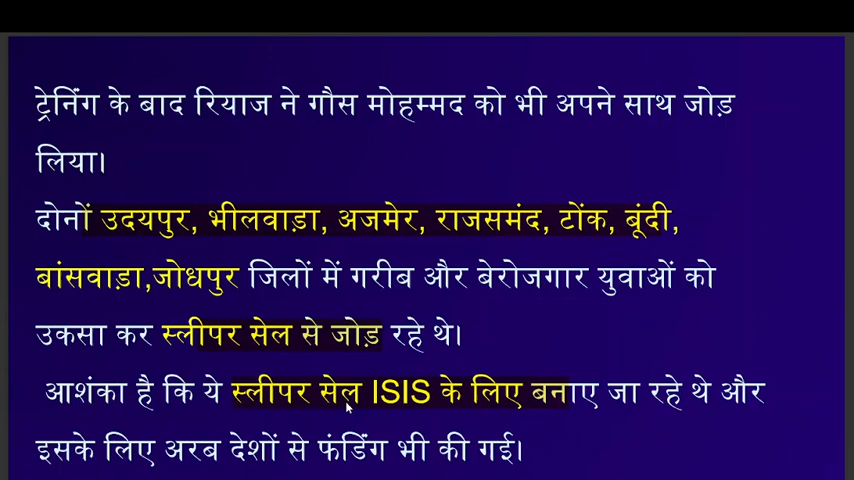 ट्रेनिंग के बाद रियाज ने गौस मोहम्मद को भी अपने साथ जोड़
लिया।
दोनों उदयपुर, भीलवाड़ा, अजमेर, राजसमंद, टोंक, बूंदी,
बांसवाड़ा,जोधपुर जिलों में गरीब और बेरोजगार युवाओं को
उकसा कर स्लीपर सेल से जोड़ रहे थे।
आशंका है कि ये स्लीपर सेल ISIS के लिए बनाए जा रहे थे और
इसके लिए अरब देशों से फंडिंग भी की गई।